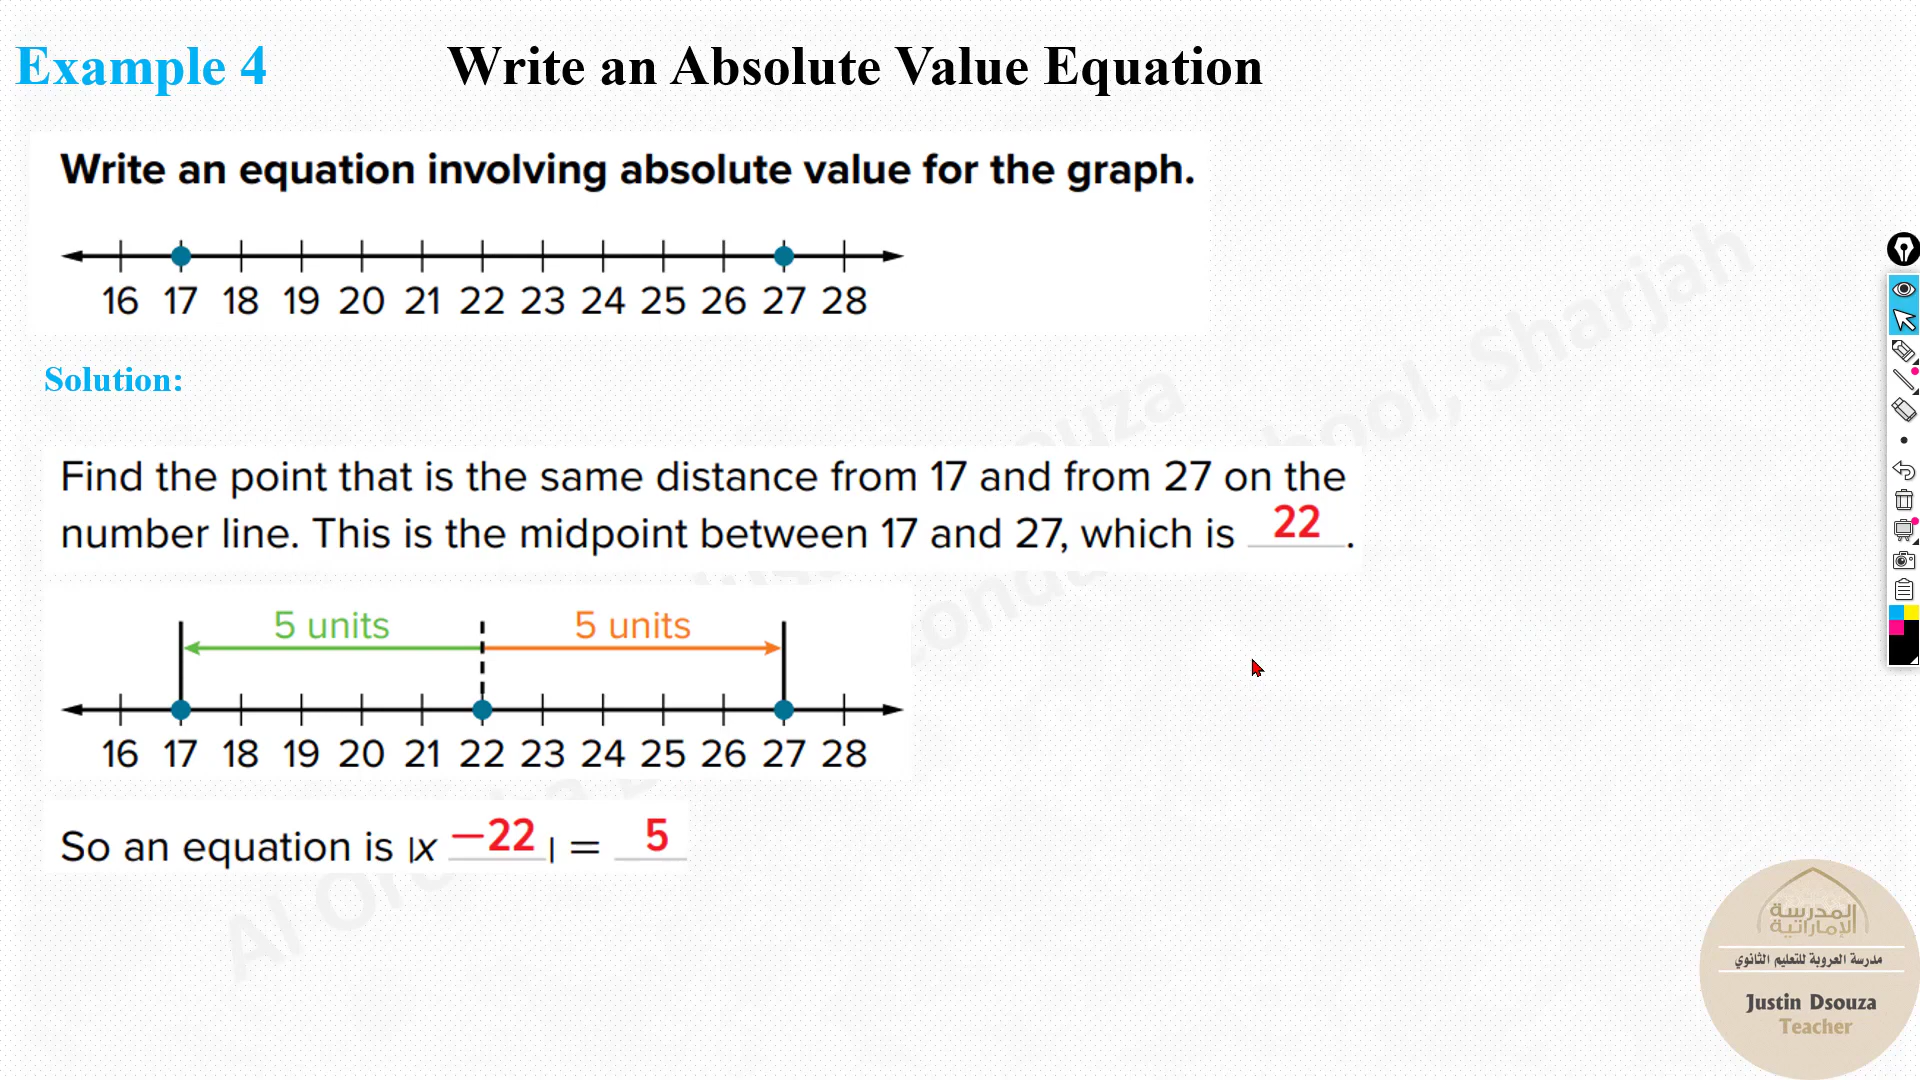 Example 4
Write an Absolute Value Equation
Write an equation involving absolute value for the graph.
16 17 18 19 20 21 22 23 24 25 26 27 28
Solution:
Find the point that is the same distance from 17 and from 27 on the
number line. This is the midpoint between 17 and 27, which is 22.
5 units 5 units
16 17 18 19 20 21 22 23 24 25 26 27 28
So an equation is |x −22| = 5
Sharjah
المدرسة
الإماراتية
مدرسة العروبة للتعليم الثانوي
Justin Dsouza
Teacher